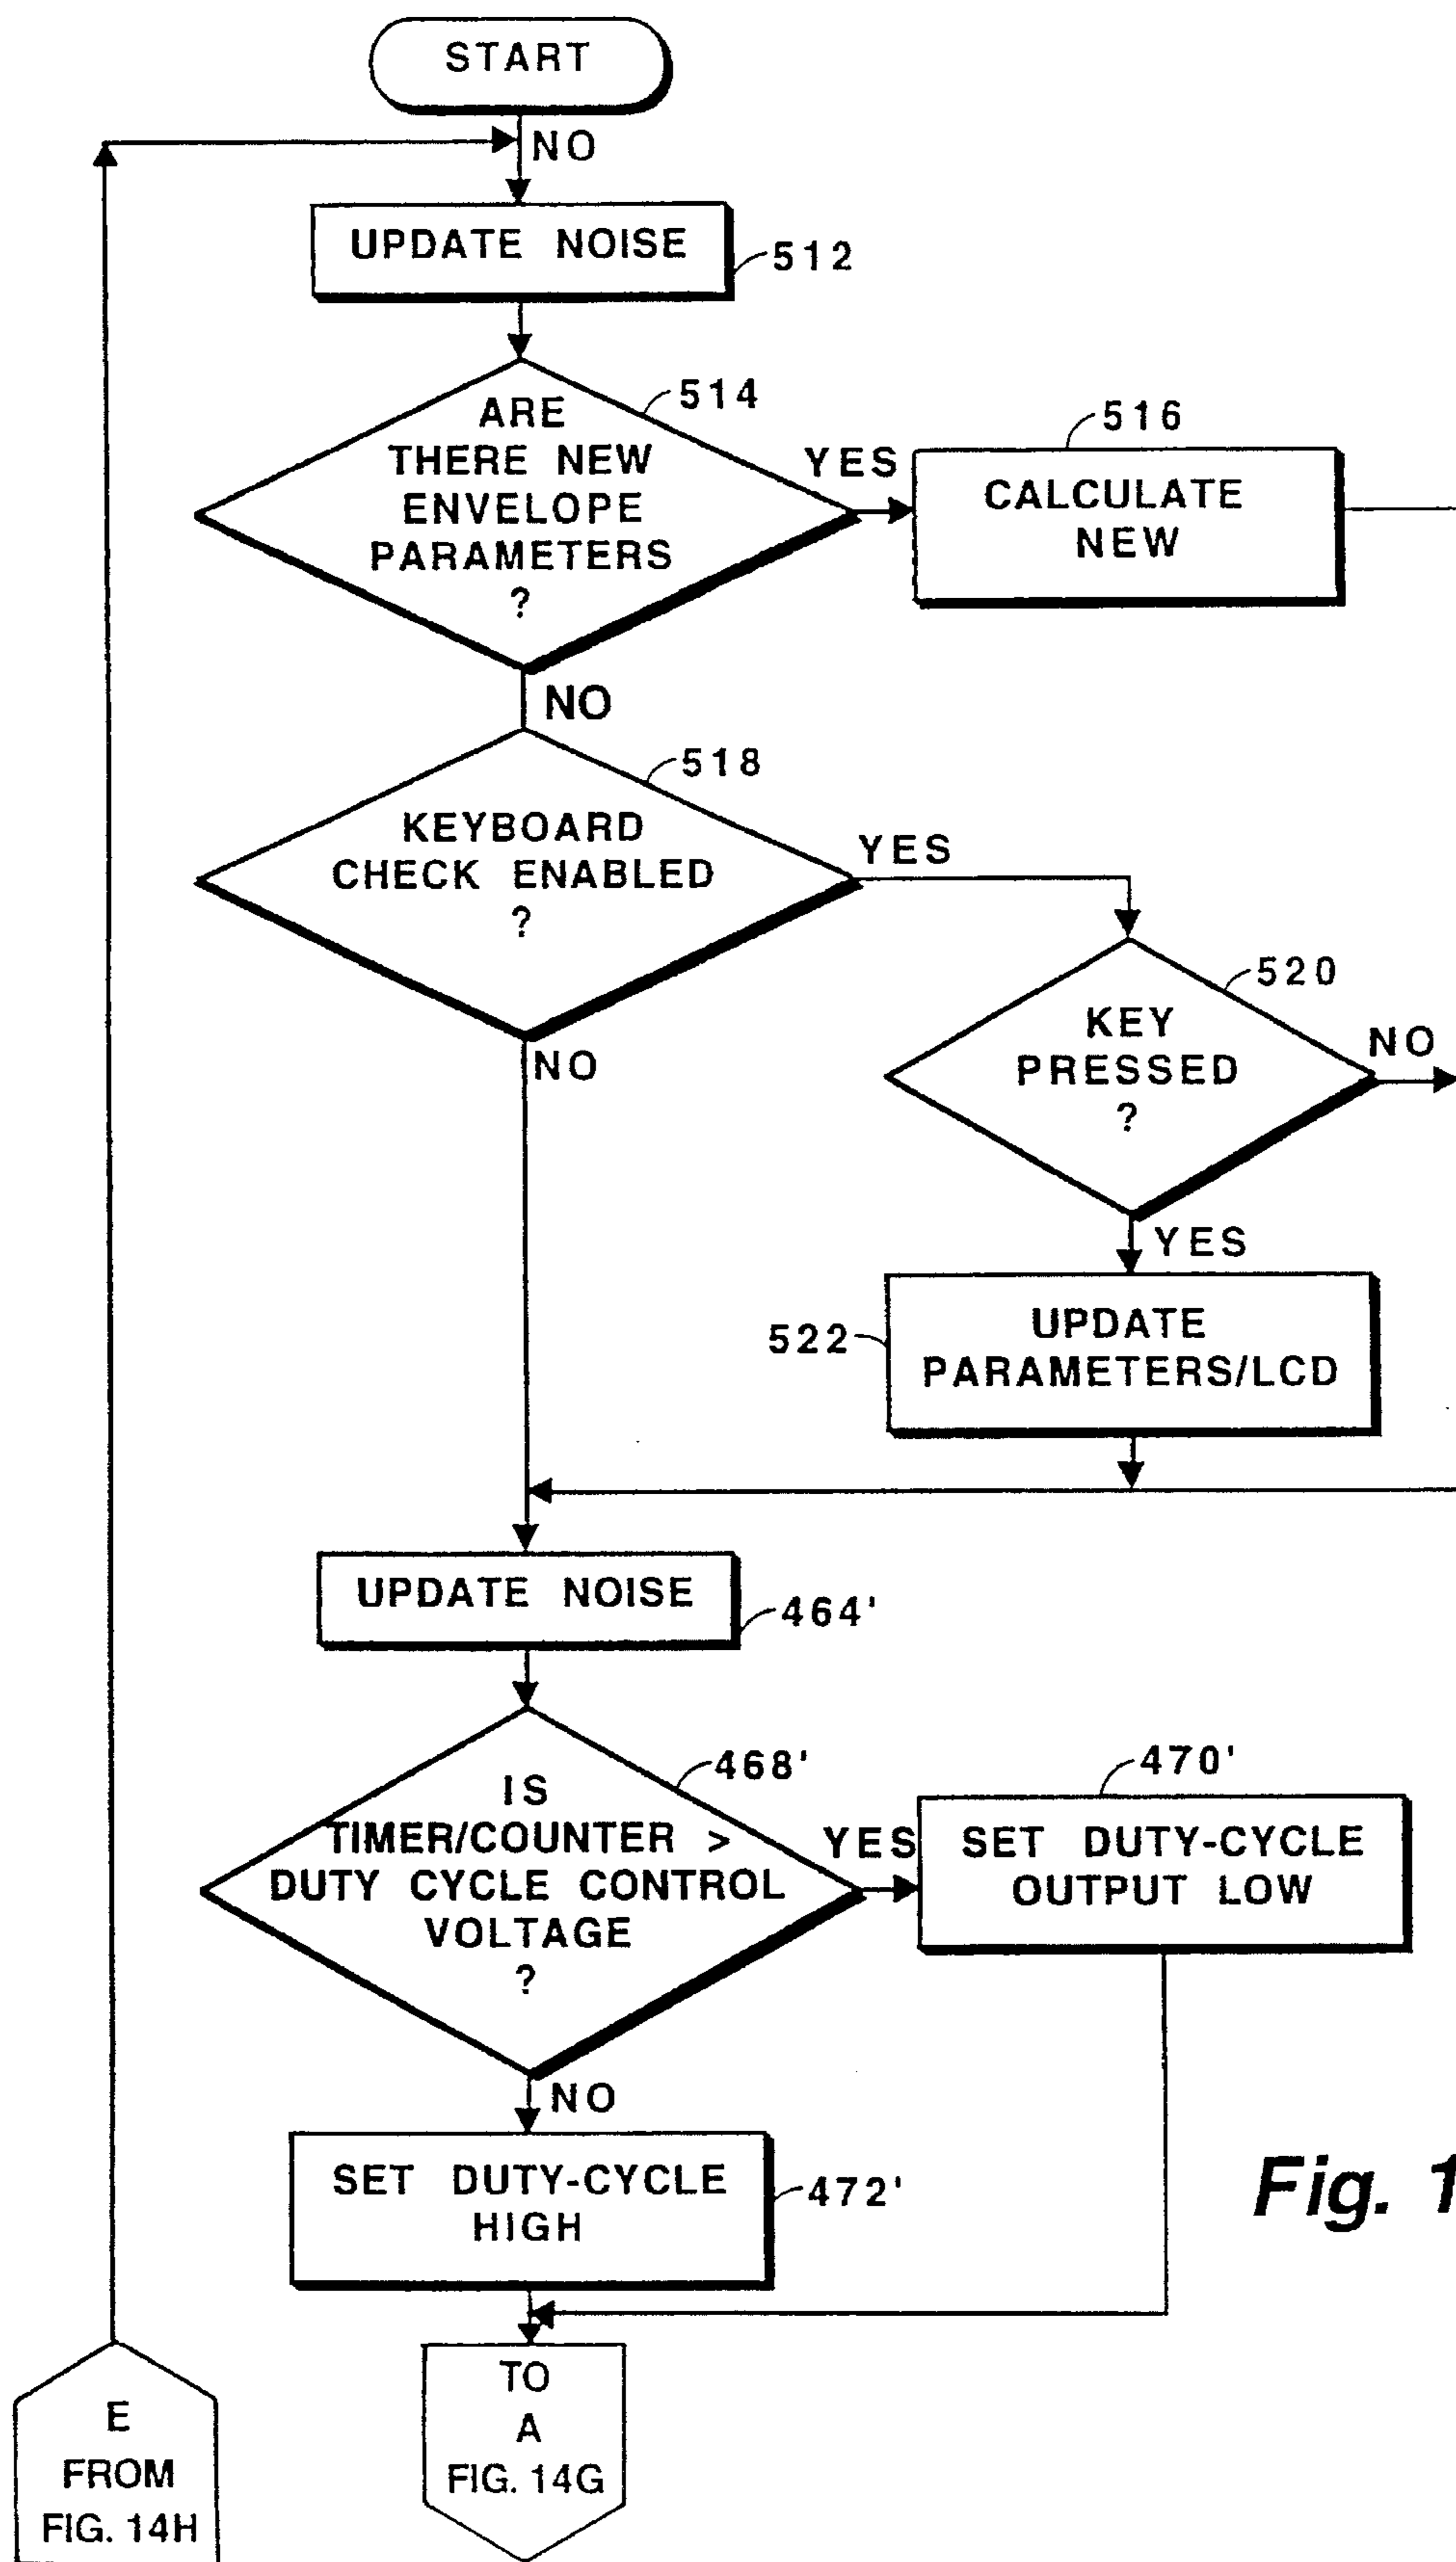 START
NO
UPDATE NOISE
512
ARE
THERE NEW
ENVELOPE
PARAMETERS
?
514
YES
516
CALCULATE
NEW
NO
518
KEYBOARD
CHECK ENABLED
?
YES
NO
520
KEY
PRESSED
?
NO
YES
522
UPDATE
PARAMETERS/LCD
UPDATE NOISE
464'
468'
IS
TIMER/COUNTER >
DUTY CYCLE CONTROL
VOLTAGE
?
YES
470'
SET DUTY-CYCLE
OUTPUT LOW
NO
SET DUTY-CYCLE
HIGH
472'
Fig. 1
E
FROM
FIG. 14H
TO
A
FIG. 14G